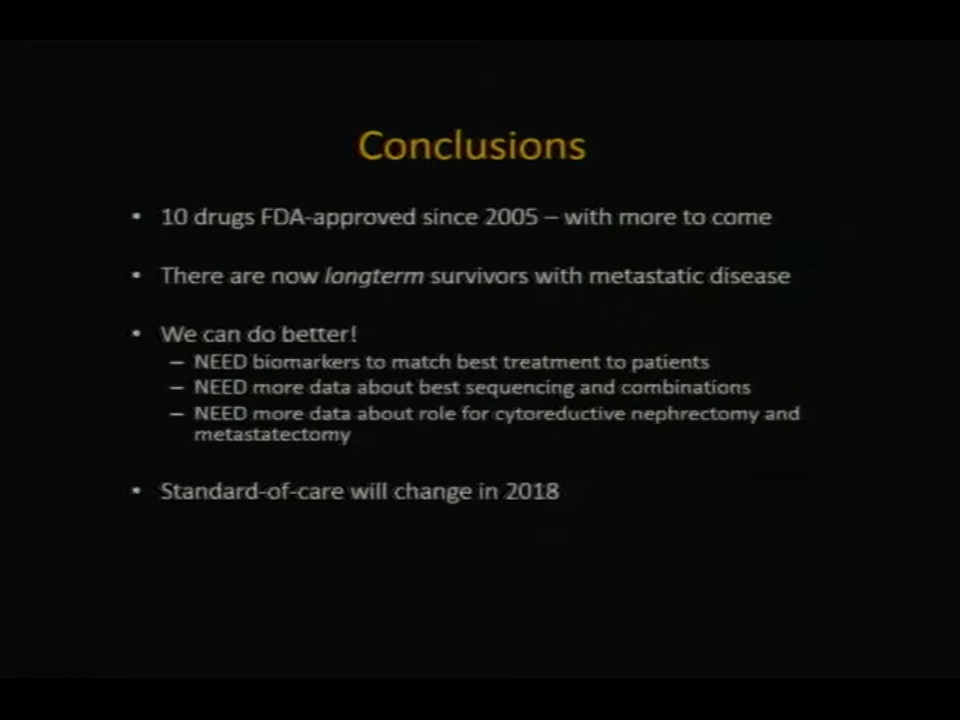 Conclusions
• 10 drugs FDA-approved since 2005 – with more to come
• There are now longterm survivors with metastatic disease
• We can do better!
– NEED biomarkers to match best treatment to patients
– NEED more data about best sequencing and combinations
– NEED more data about role for cytoreductive nephrectomy and
metastatectomy
• Standard-of-care will change in 2018